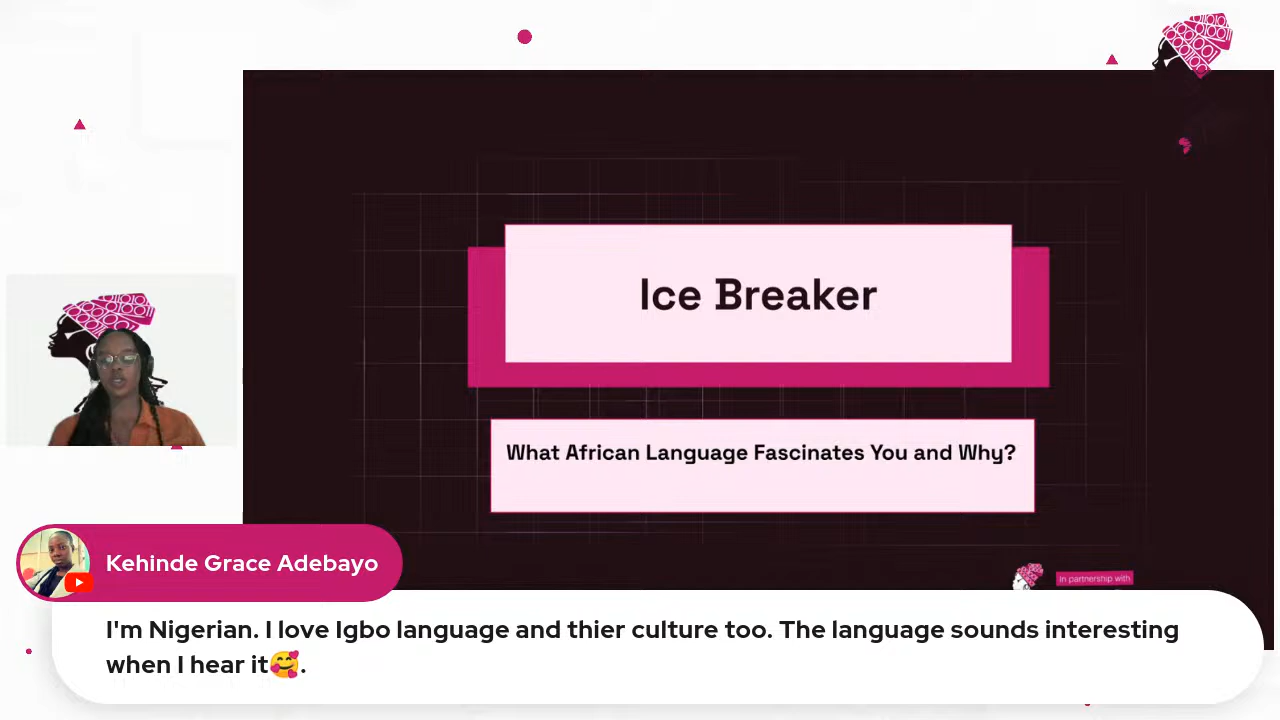 Ice Breaker
What African Language Fascinates You and Why?
In partnership with
Kehinde Grace Adebayo
I'm Nigerian. I love Igbo language and thier culture too. The language sounds interesting
when I hear it🥰.